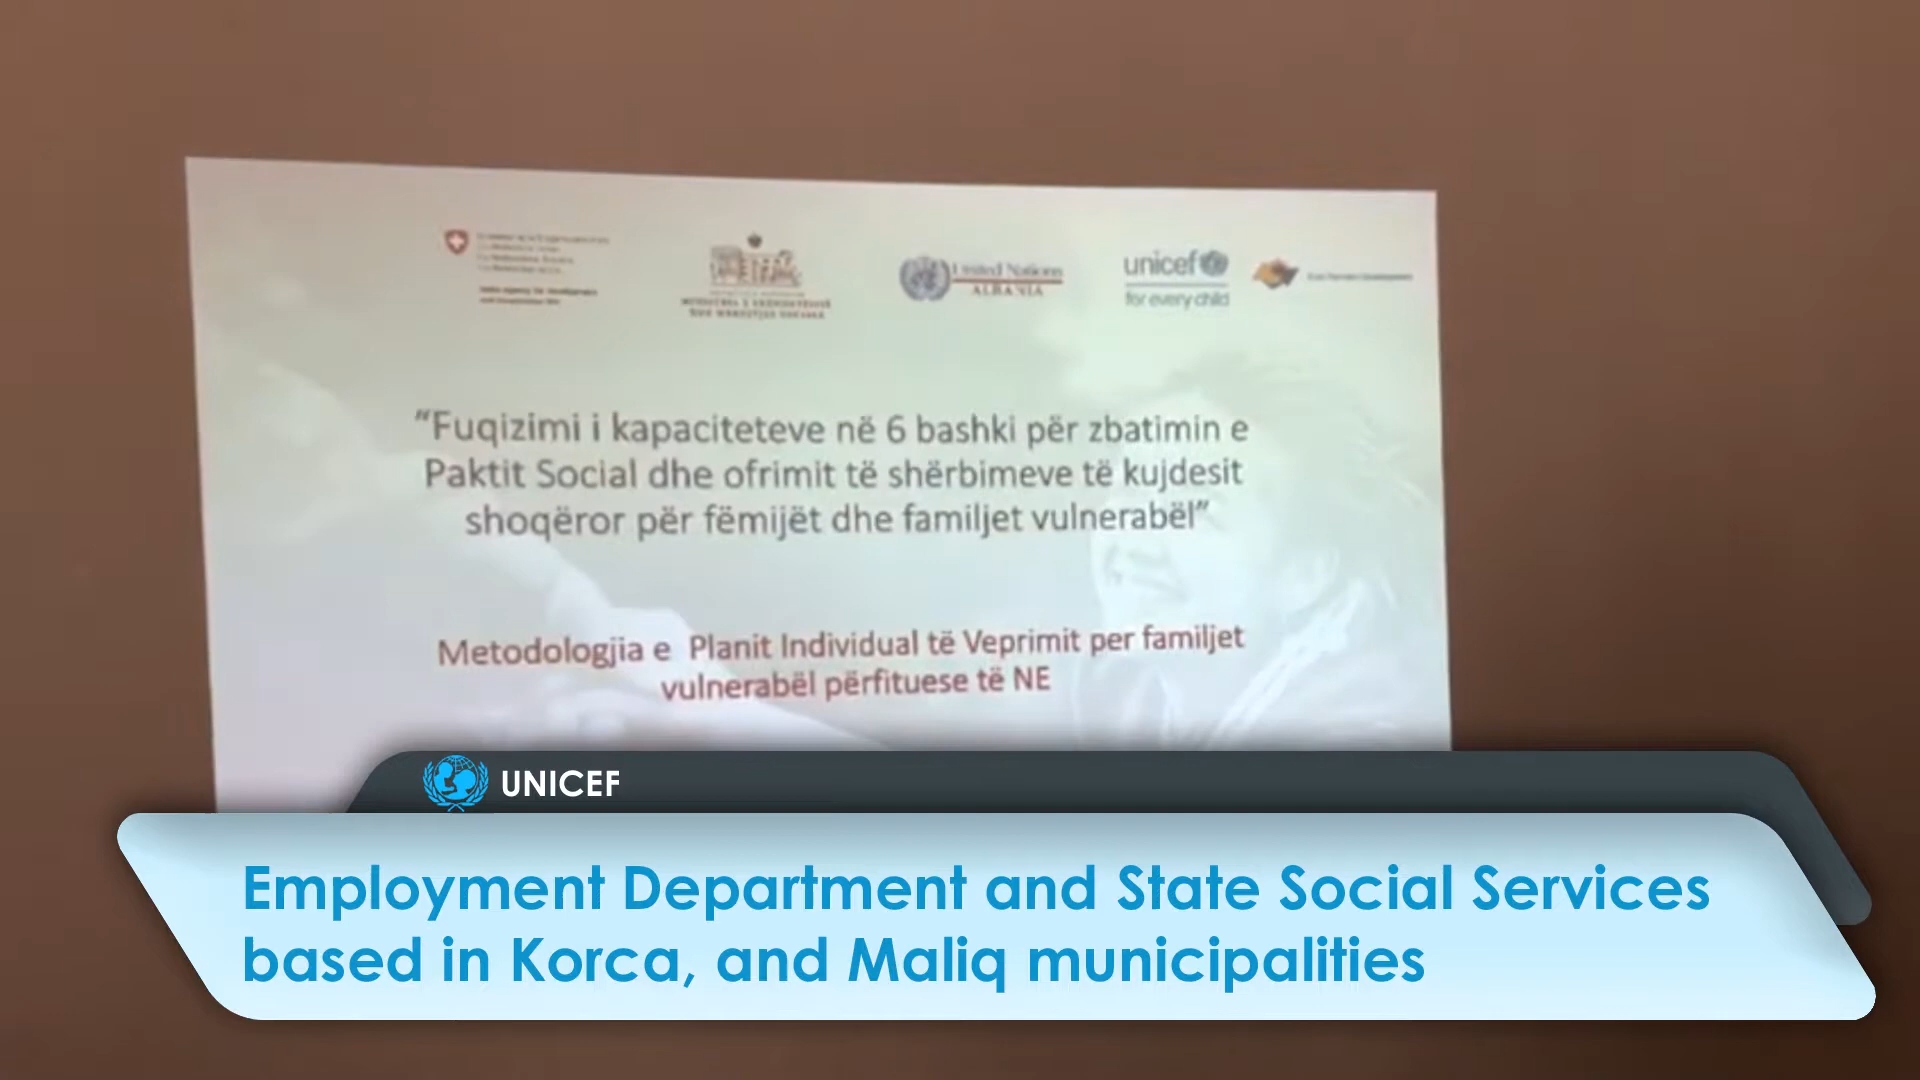 United Nations
ALBANIA
unicef
for every child
“Fuqizimi i kapaciteteve në 6 bashki për zbatimin e
Paktit Social dhe ofrimit të shërbimeve të kujdesit
shoqëror për fëmijët dhe familjet vulnerabël”
Metodologjia e Planit Individual të Veprimit per familjet
vulnerabël përfituese të NE
UNICEF
Employment Department and State Social Services
based in Korca, and Maliq municipalities